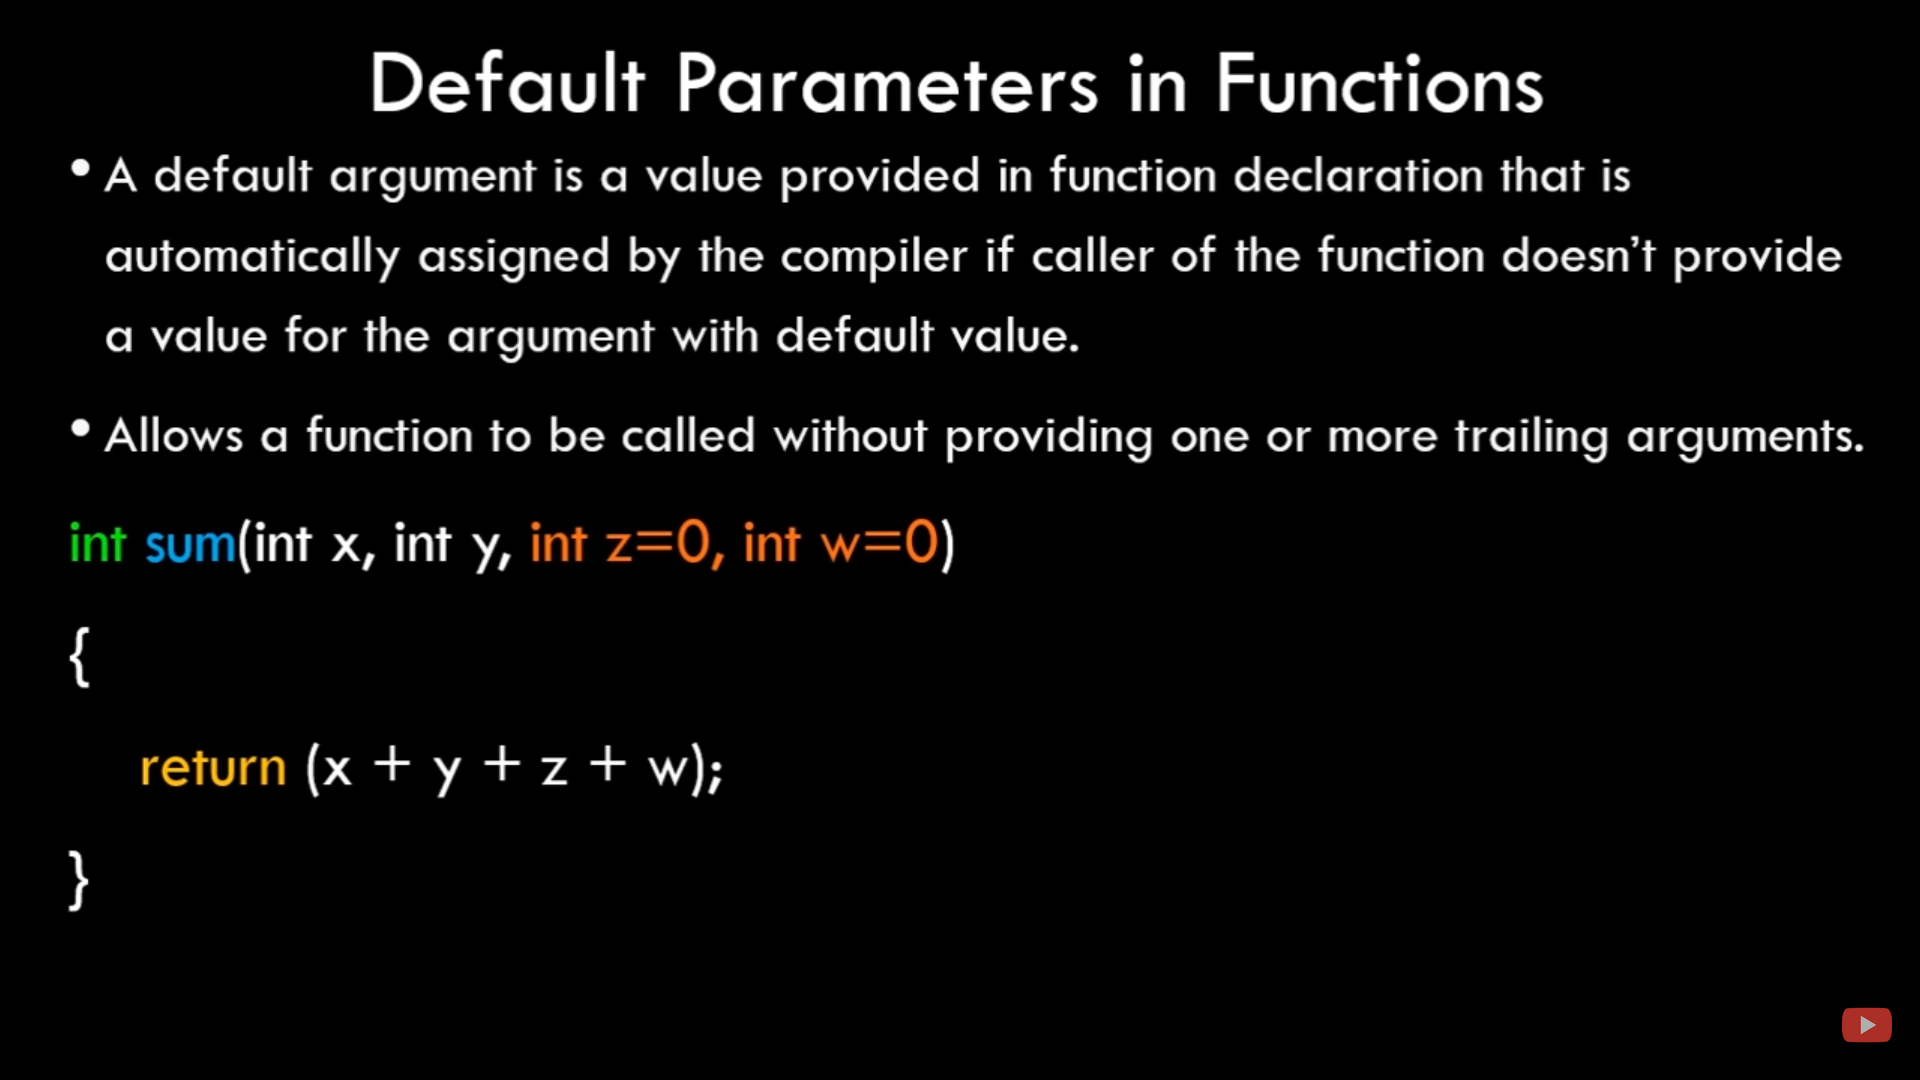 Default Parameters in Functions
• A default argument is a value provided in function declaration that is
automatically assigned by the compiler if caller of the function doesn’t provide
a value for the argument with default value.
• Allows a function to be called without providing one or more trailing arguments.
int sum(int x, int y, int z=0, int w=0)
{
return (x + y + z + w);
}